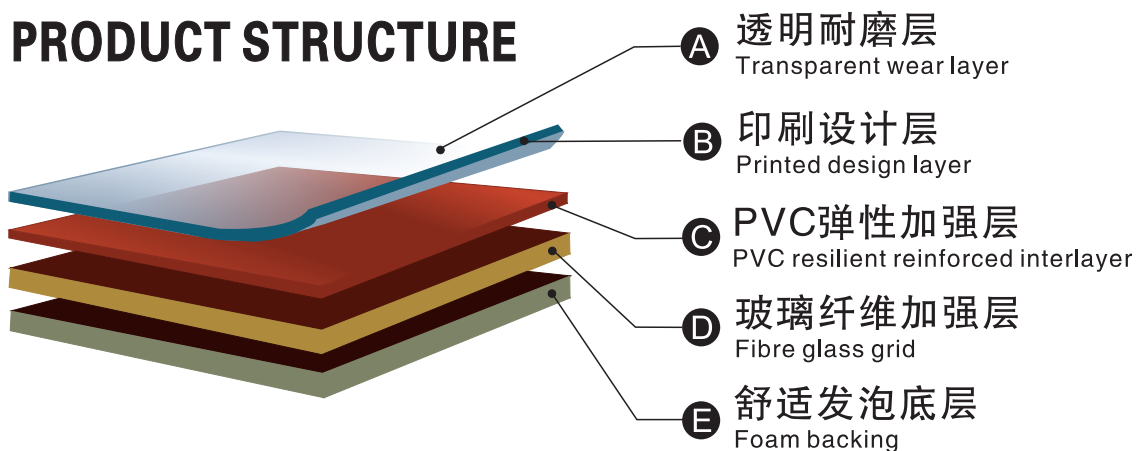 PRODUCT STRUCTURE
A 透明耐磨层
Transparent wear layer
B 印刷设计层
Printed design layer
C PVC弹性加强层
PVC resilient reinforced interlayer
D 玻璃纤维加强层
Fibre glass grid
E 舒适发泡底层
Foam backing